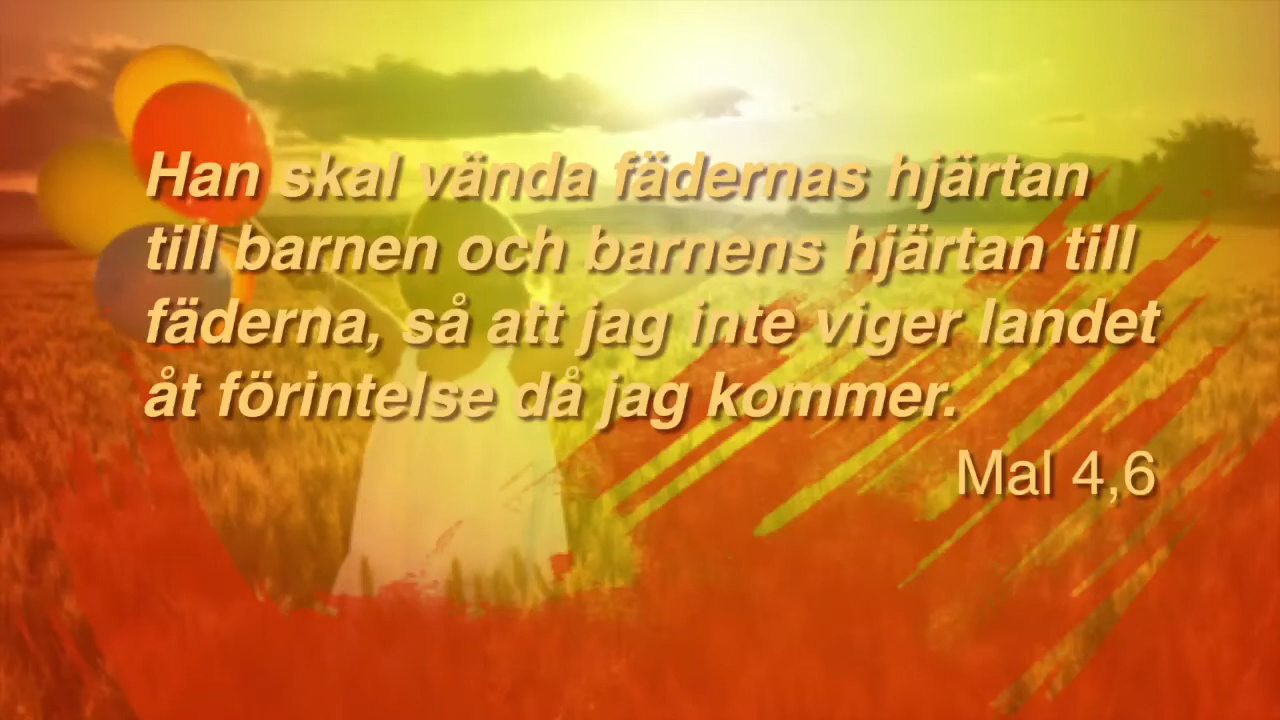 Han skal vända fädernas hjärtan
till barnen och barnens hjärtan till
fäderna, så att jag inte viger landet
åt förintelse då jag kommer.
Mal 4,6